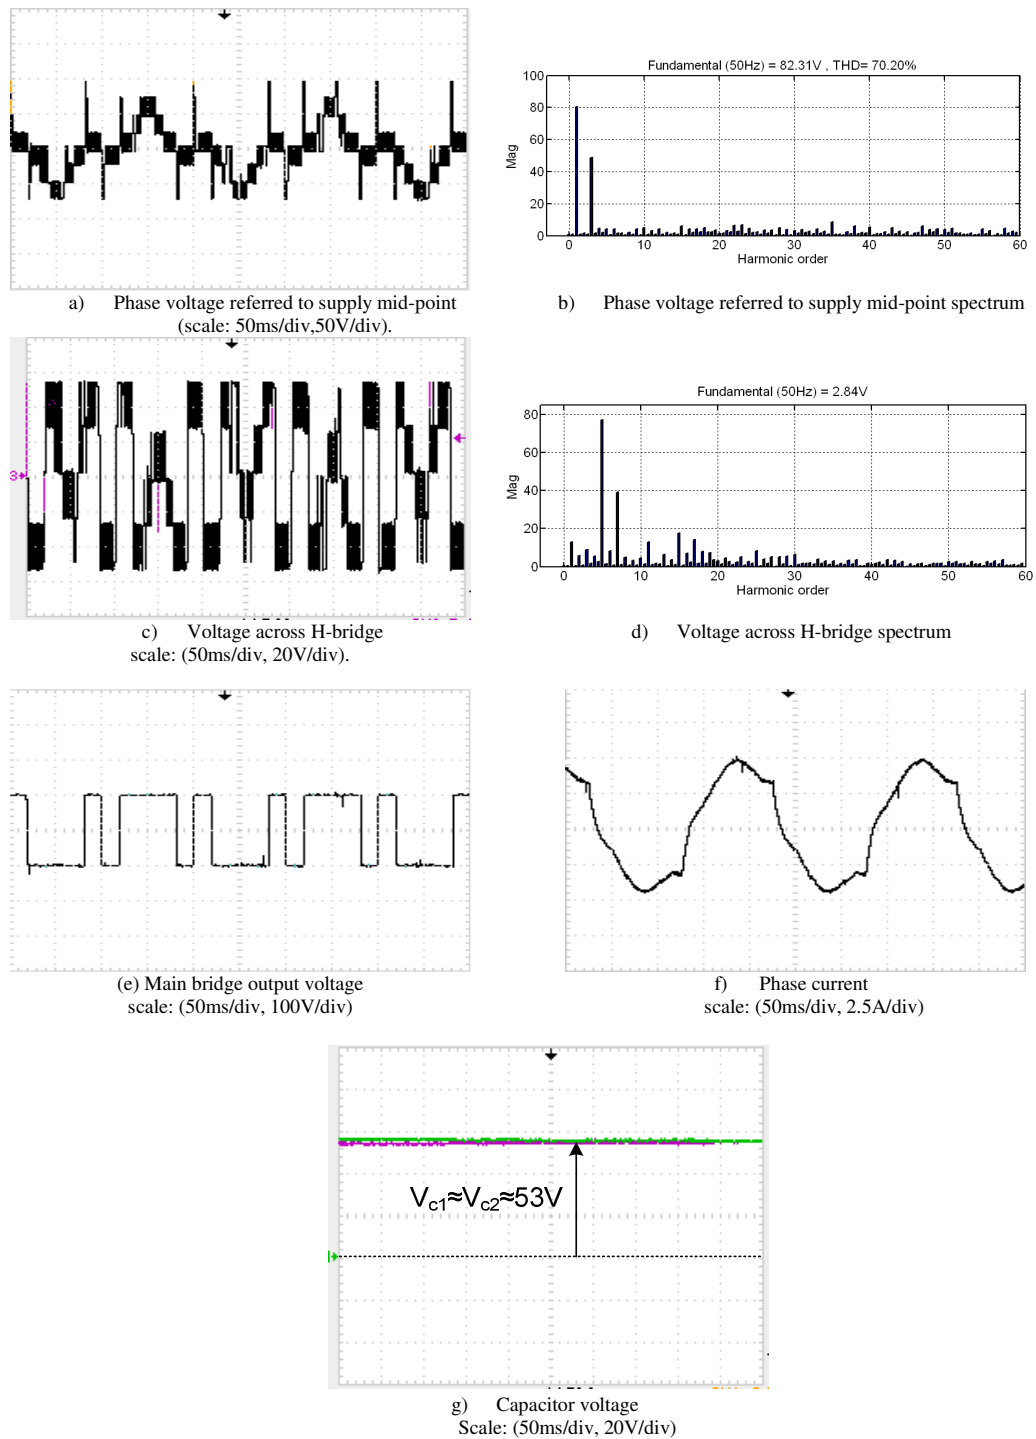 Fundamental (50Hz) = 82.31V , THD= 70.20%
100
80
60
40
20
0
Mag
0 10 20 30 40 50 60
Harmonic order
a) Phase voltage referred to supply mid-point
(scale: 50ms/div,50V/div).
b) Phase voltage referred to supply mid-point spectrum
3
Fundamental (50Hz) = 2.84V
80
60
40
20
0
Mag
0 10 20 30 40 50 60
Harmonic order
c) Voltage across H-bridge
scale: (50ms/div, 20V/div).
d) Voltage across H-bridge spectrum
(e) Main bridge output voltage
scale: (50ms/div, 100V/div)
f) Phase current
scale: (50ms/div, 2.5A/div)
Vc1≈Vc2≈53V
g) Capacitor voltage
Scale: (50ms/div, 20V/div)